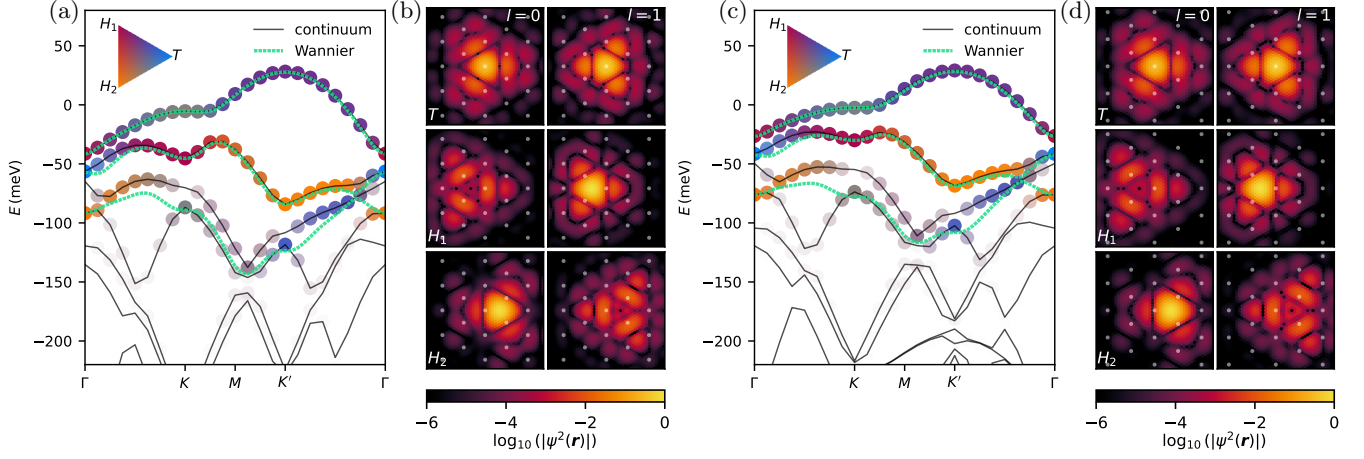 (a)
H₁
T
H₂
continuum
Wannier
50
0
−50
−100
−150
−200
E (meV)
Γ
K
M
K′
Γ
(b)
l = 0
l = 1
T
H₁
H₂
−6
−4
−2
0
log₁₀ (|ψ²(r)|)
(c)
H₁
T
H₂
continuum
Wannier
50
0
−50
−100
−150
−200
E (meV)
Γ
K
M
K′
Γ
(d)
l = 0
l = 1
T
H₁
H₂
−6
−4
−2
0
log₁₀ (|ψ²(r)|)